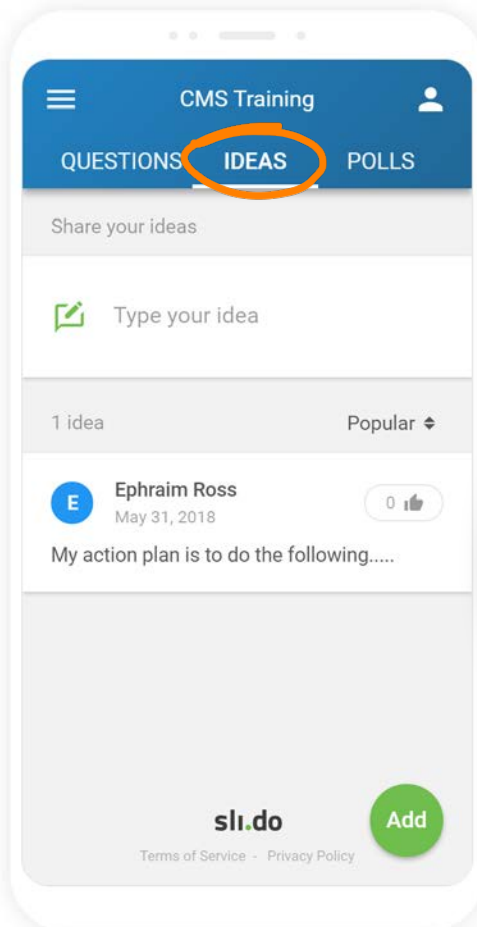 CMS Training
QUESTIONS IDEAS POLLS
Share your ideas
Type your idea
1 idea Popular
E Ephraim Ross
May 31, 2018
0
My action plan is to do the following.....
sli.do
Add
Terms of Service - Privacy Policy